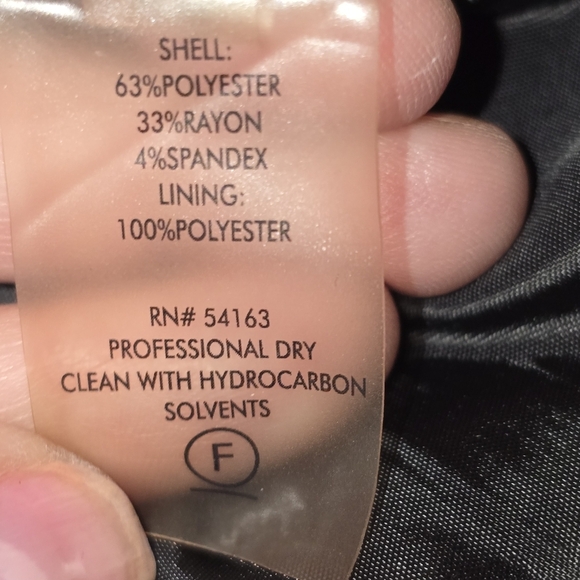 SHELL:
63%POLYESTER
33%RAYON
4%SPANDEX
LINING:
100%POLYESTER
RN# 54163
PROFESSIONAL DRY
CLEAN WITH HYDROCARBON
SOLVENTS
F